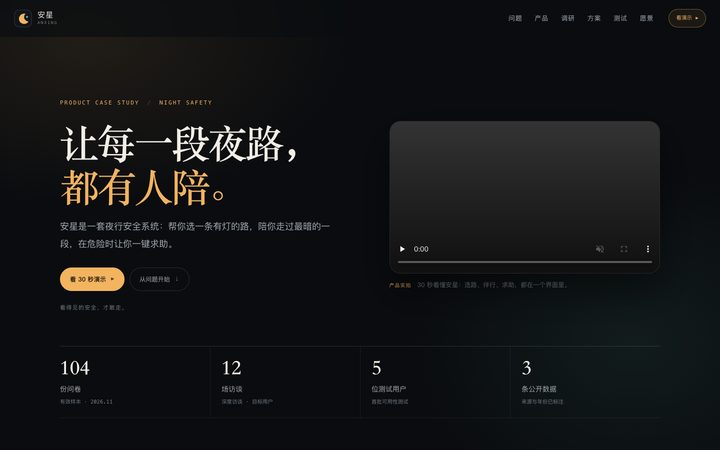 安星
ANXING
问题
产品
调研
方案
测试
愿景
看演示
PRODUCT CASE STUDY / NIGHT SAFETY
让每一段夜路，
都有人陪。
安星是一套夜行安全系统：帮你选一条有灯的路，陪你走过最暗的一
段，在危险时让你一键求助。
看 30 秒演示
从问题开始 ↓
看得见的安全，才敢走。
0:00
产品实拍 30 秒看懂安星：选路、伴行、求助，都在一个界面里。
104
份问卷
有效样本 · 2026.11
12
场访谈
深度访谈 · 目标用户
5
位测试用户
首批可用性测试
3
条公开数据
来源与年份已标注